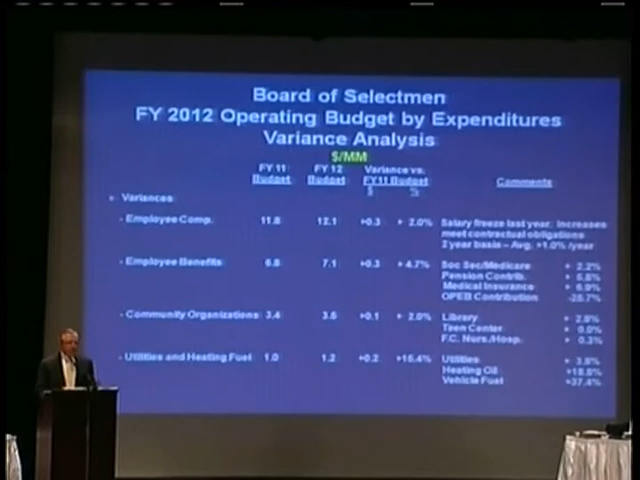 Board of Selectmen
FY 2012 Operating Budget by Expenditures
Variance Analysis
$/MM
FY 11 Budget FY 12 Budget Variance vs. FY11 Budget Comments
$ %
Variances
- Employee Comp. 11.8 12.1 +0.3 + 2.0% Salary freeze last year: Increases
meet contractual obligations
2 year basis – Avg. +1.0% /year
- Employee Benefits 6.8 7.1 +0.3 +4.7% Soc Sec/Medicare + 2.2%
Pension Contrib. + 5.8%
Medical Insurance + 6.9%
OPEB Contribution
- Community Organizations 3.4 3.5 +0.1 + 2.0% Library + 2.8%
Teen Center + 0.0%
F.C. Nurs./Hosp. + 0.3%
- Utilities and Heating Fuel 1.0 1.2 +0.2 +15.4% Utilities + 3.8%
Heating Oil
Vehicle Fuel +37.4%